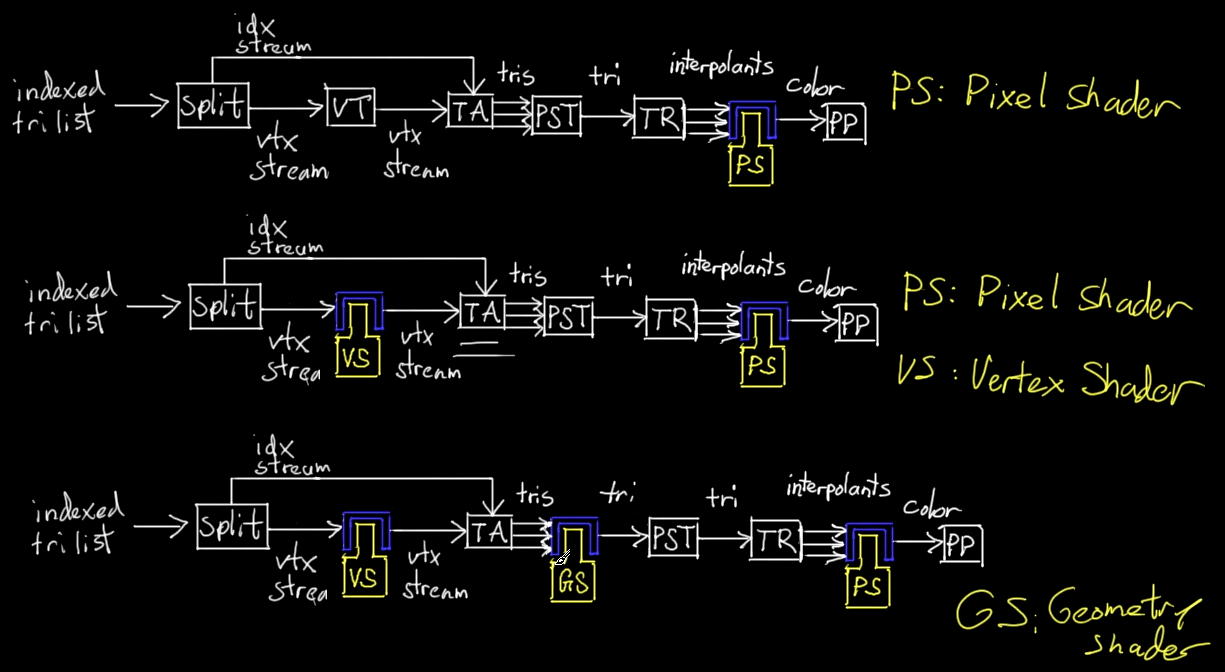 idx
stream
indexed
tri list
Split
vtx
stream
VT
vtx
stream
TA
tris
PST
tri
TR
interpolants
PS
color
PP
PS: Pixel Shader
idx
stream
indexed
tri list
Split
vtx
strea
VS
vtx
stream
TA
tris
PST
tri
TR
interpolants
PS
color
PP
PS: Pixel Shader
VS: Vertex Shader
idx
stream
indexed
tri list
Split
vtx
strea
VS
vtx
stream
TA
tris
GS
tri
PST
tri
TR
interpolants
PS
color
PP
GS: Geometry
shader